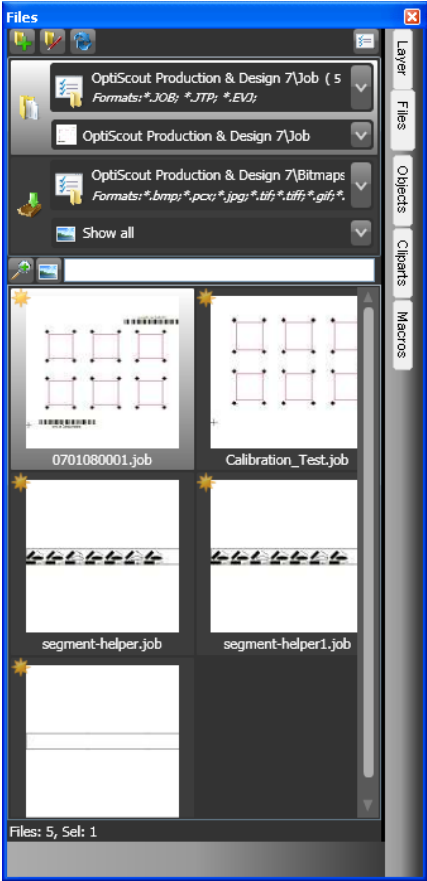 Files
OptiScout Production & Design 7\Job ( 5
Formats:*.JOB; *.JTP; *.EVJ;
OptiScout Production & Design 7\Job
OptiScout Production & Design 7\Bitmaps
Formats:*.bmp;*.pcx;*.jpg;*.tif;*.tiff;*.gif;*.
Show all
0701080001.job
Calibration_Test.job
segment-helper.job
segment-helper1.job
Files: 5, Sel: 1
Layer
Files
Objects
Cliparts
Macros